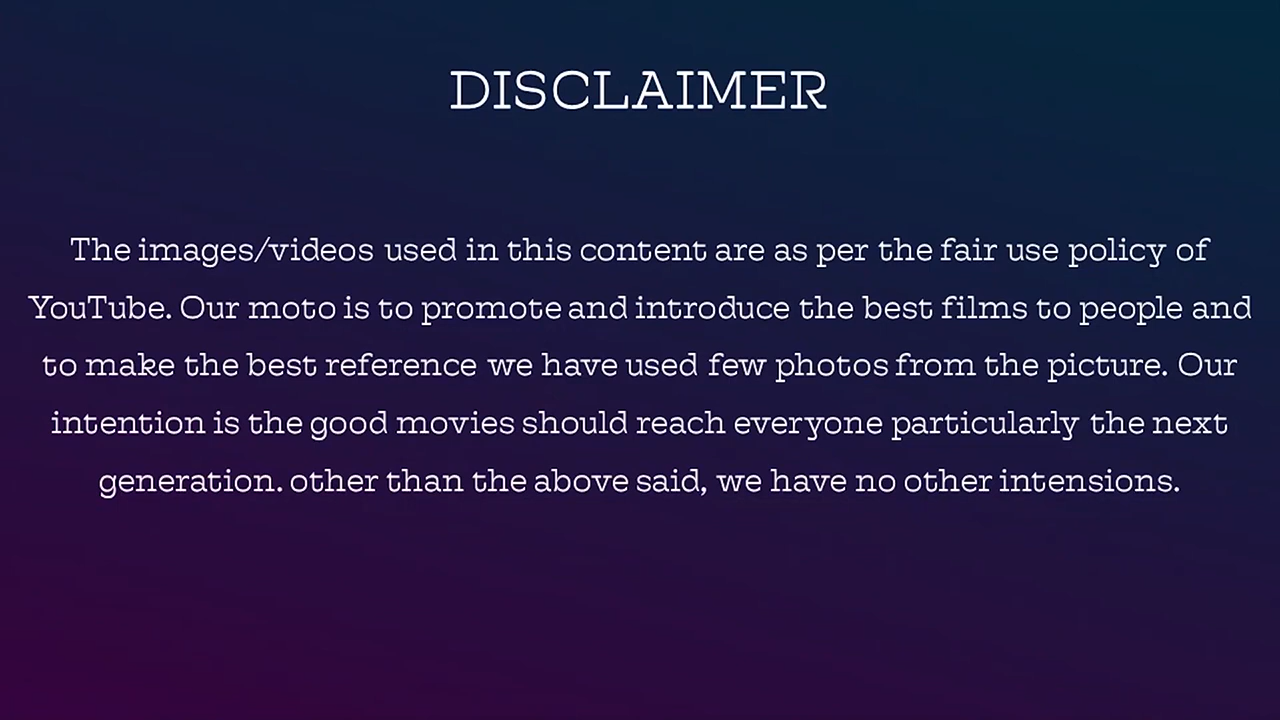 DISCLAIMER
The images/videos used in this content are as per the fair use policy of
YouTube. Our moto is to promote and introduce the best films to people and
to make the best reference we have used few photos from the picture. Our
intention is the good movies should reach everyone particularly the next
generation. other than the above said, we have no other intensions.